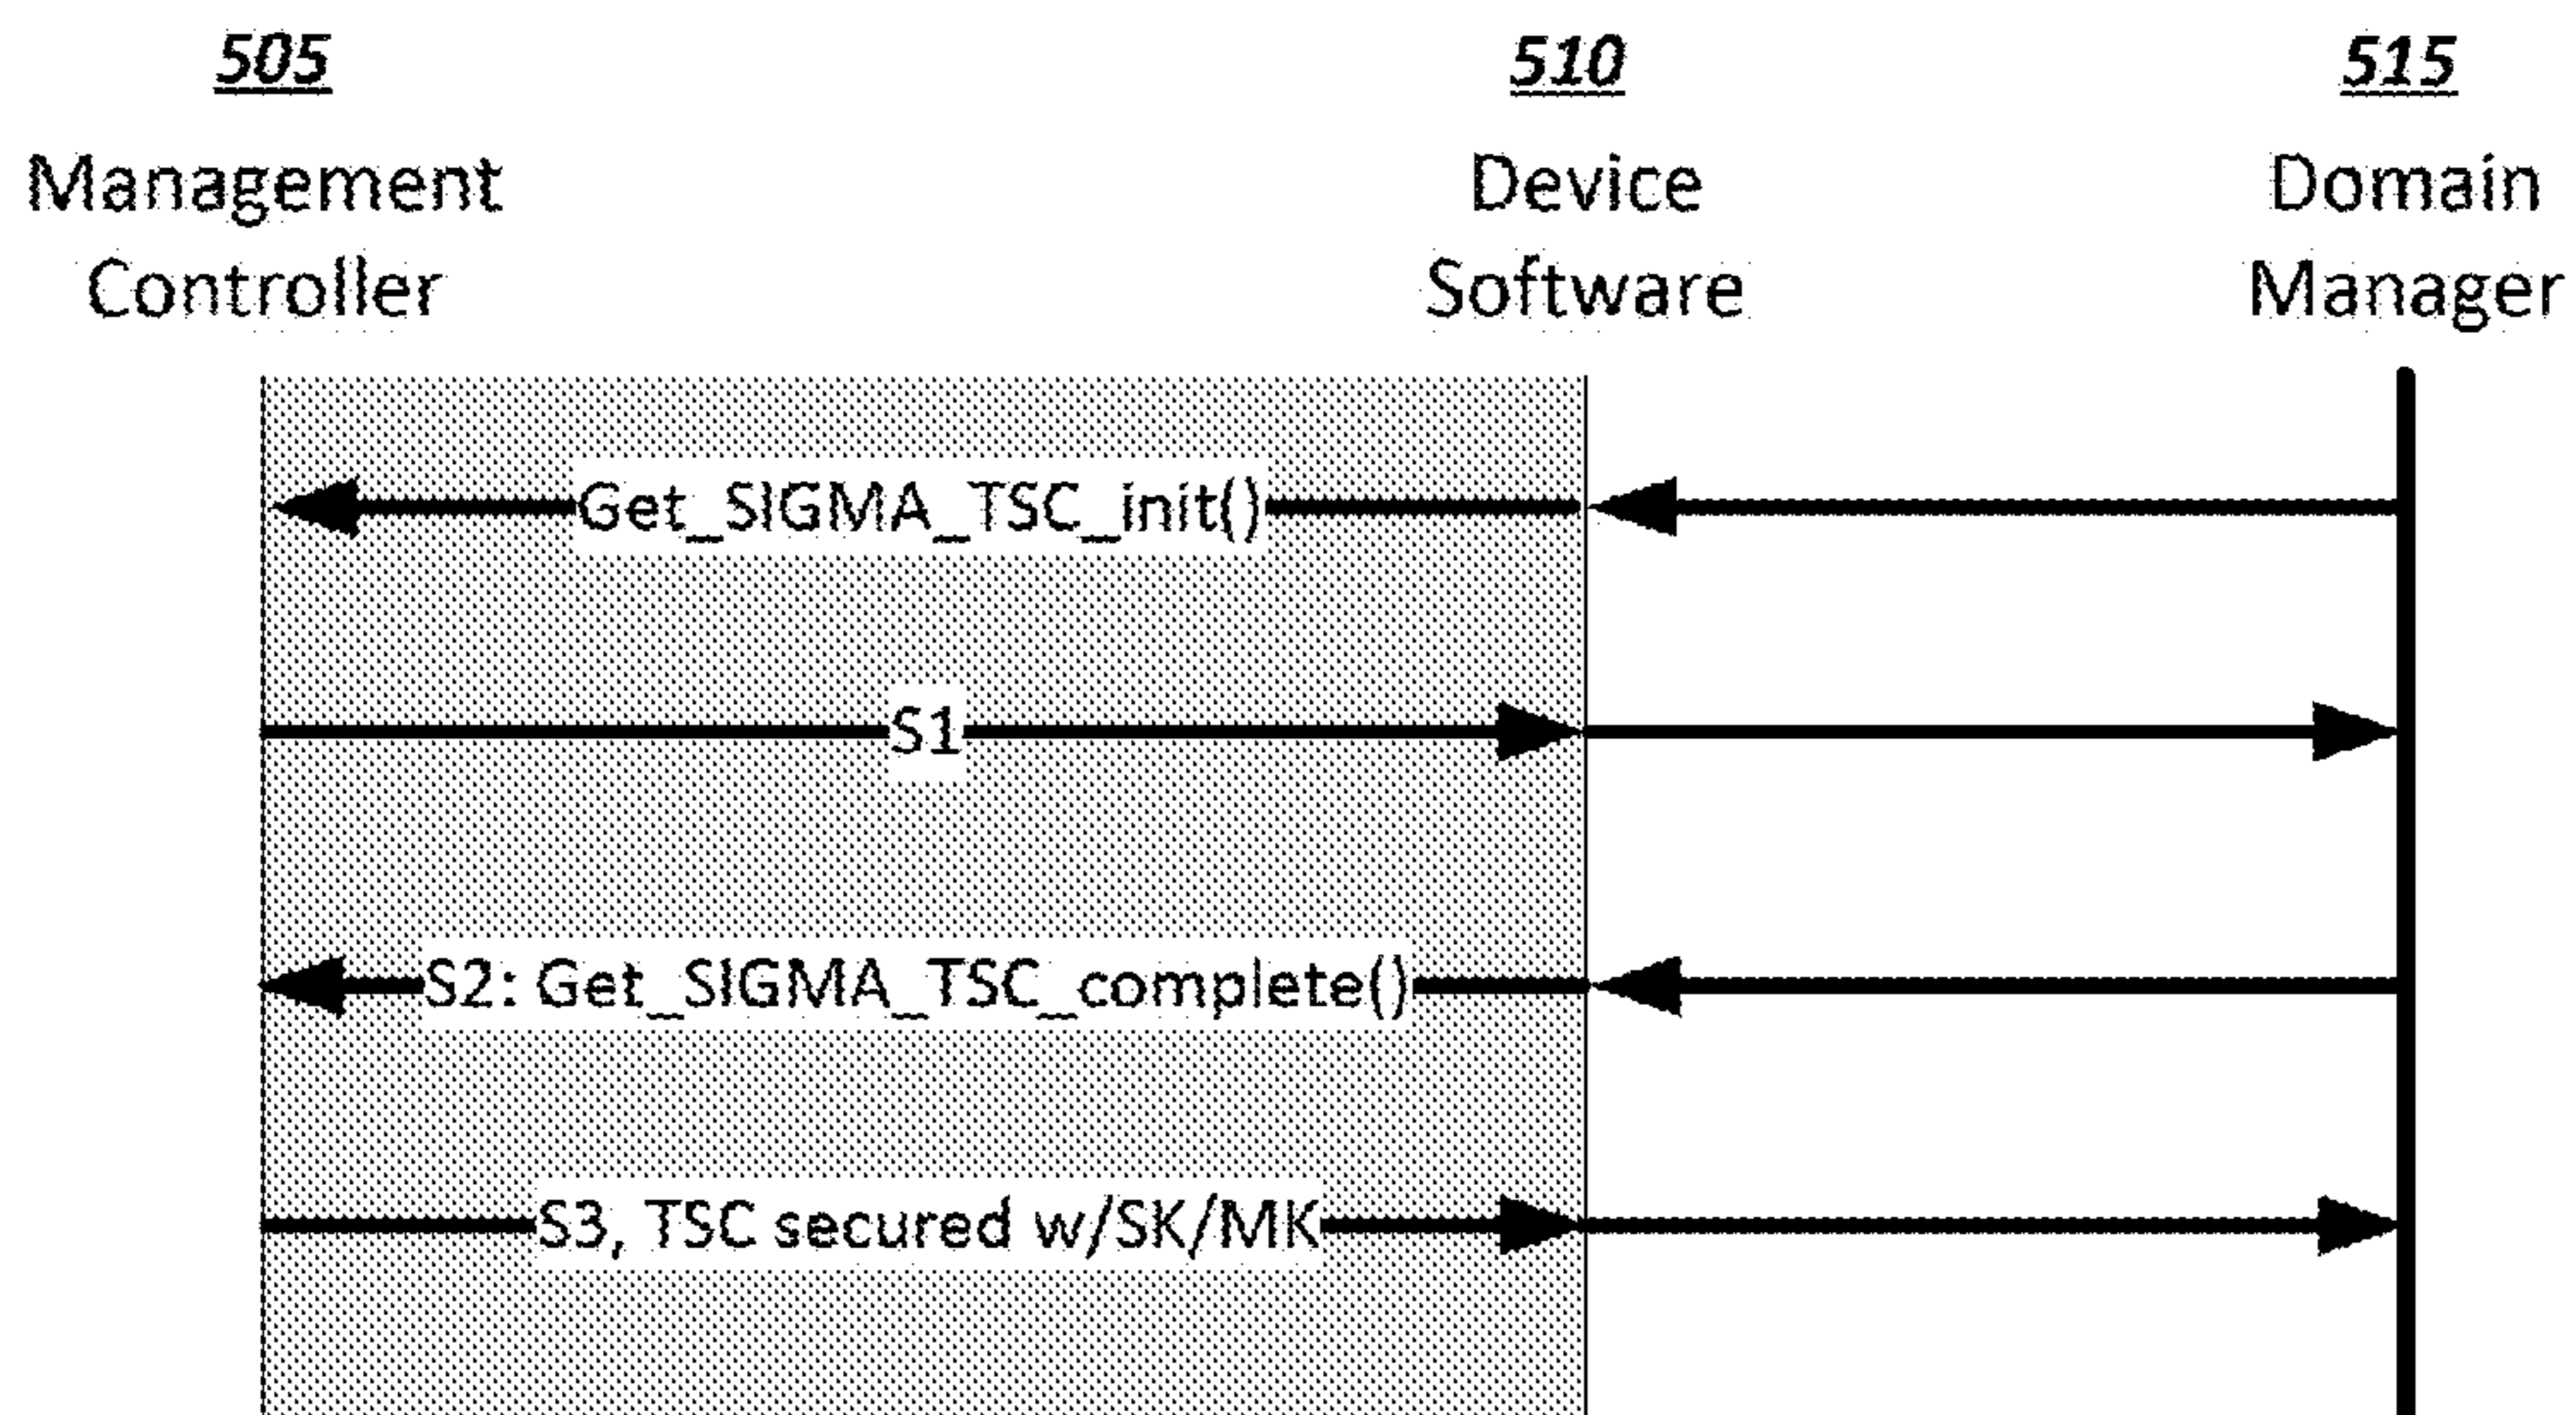 505
510
515
Management
Controller
Device
Software
Domain
Manager
Get_SIGMA_TSC_init()
S1
S2: Get_SIGMA_TSC_complete()
S3, TSC secured w/SK/MK